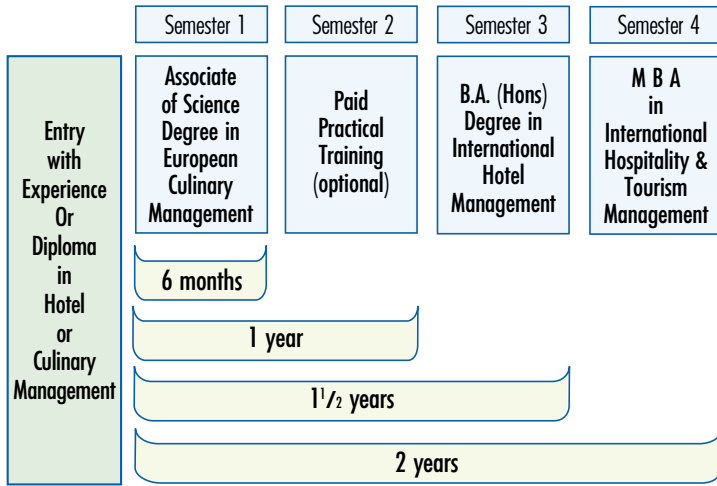 Semester 1
Semester 2
Semester 3
Semester 4
Entry
with
Experience
Or
Diploma
in
Hotel
or
Culinary
Management
Associate
of Science
Degree in
European
Culinary
Management
Paid
Practical
Training
(optional)
B.A. (Hons)
Degree in
International
Hotel
Management
M B A
in
International
Hospitality &
Tourism
Management
6 months
1 year
1 1/2 years
2 years